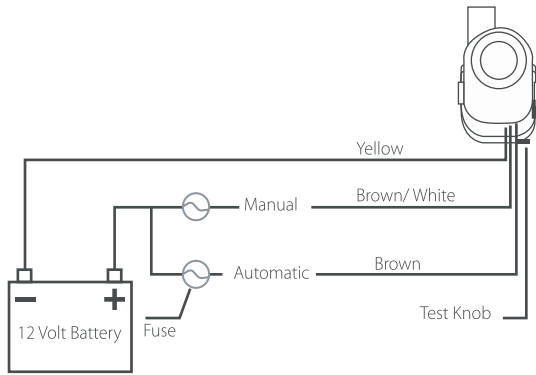 Yellow
Manual
Brown/ White
Automatic
Brown
Test Knob
12 Volt Battery
Fuse